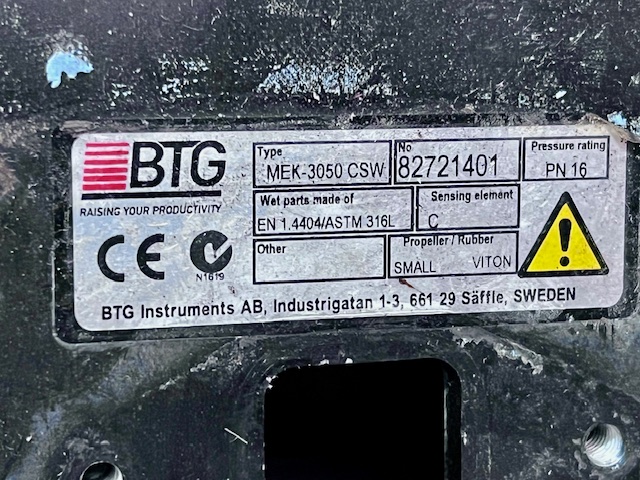 BTG
RAISING YOUR PRODUCTIVITY
CE
N1619
Type
MEK-3050 CSW
No
82721401
Pressure rating
PN 16
Wet parts made of
EN 1.4404/ASTM 316L
Sensing element
C
Other
Propeller / Rubber
SMALL VITON
BTG Instruments AB, Industrigatan 1-3, 661 29 Säffle, SWEDEN